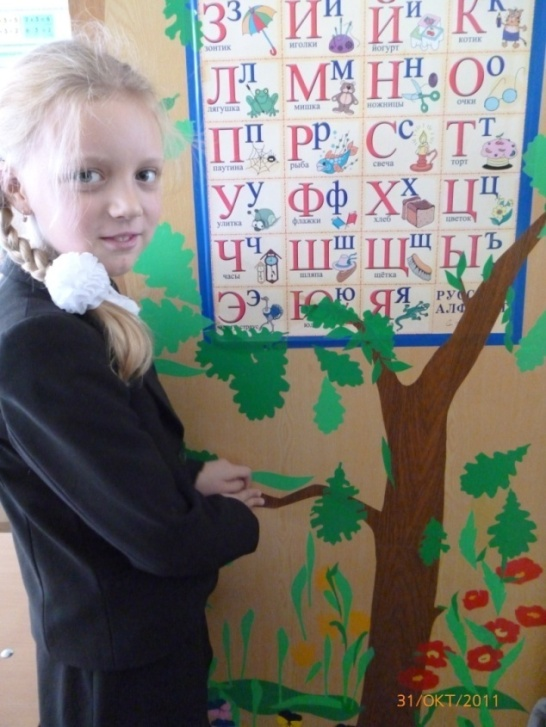 Зз Ии Йй Кк
зонтик иголки йогурт котик
Лл Мм Нн Оо
лягушка мишка ножницы очки
Пп Рр Сс Тт
паутина рыба свеча торт
Уу Фф Хх Цц
улитка флажки хлеб цветок
Чч Шш Щщ Ыъ
часы шляпа щётка
Ээ Юю Яя
31/ОКТ/2011